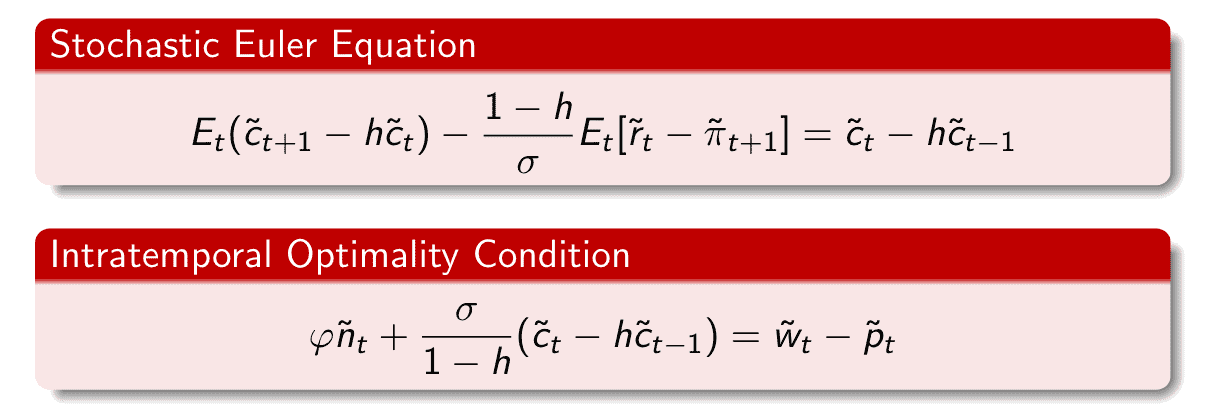 Stochastic Euler Equation
$E_t(\tilde{c}_{t+1} - h\tilde{c}_t) - \frac{1-h}{\sigma} E_t[\tilde{r}_t - \tilde{\pi}_{t+1}] = \tilde{c}_t - h\tilde{c}_{t-1}$
Intratemporal Optimality Condition
$\varphi\tilde{n}_t + \frac{\sigma}{1-h}(\tilde{c}_t - h\tilde{c}_{t-1}) = \tilde{w}_t - \tilde{p}_t$